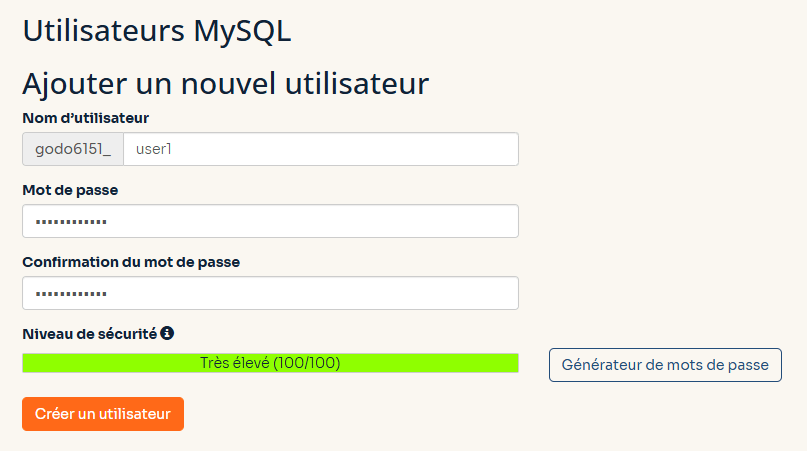 Utilisateurs MySQL
Ajouter un nouvel utilisateur
Nom d’utilisateur
godo6151_ user1
Mot de passe
••••••••••••
Confirmation du mot de passe
••••••••••••
Niveau de sécurité
Très élevé (100/100)
Générateur de mots de passe
Créer un utilisateur